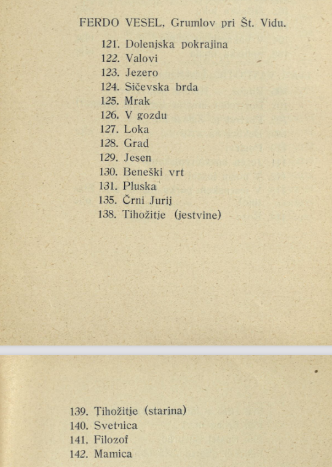 FERDO VESEL, Grumlov pri Št. Vidu.
121. Dolenjska pokrajina
122. Valovi
123. Jezero
124. Sičevska brda
125. Mrak
126. V gozdu
127. Loka
128. Grad
129. Jesen
130. Beneški vrt
131. Pluska
135. Črni Jurij
138. Tihožitje (jestvine)
139. Tihožitje (starina)
140. Svetnica
141. Filozof
142. Mamica